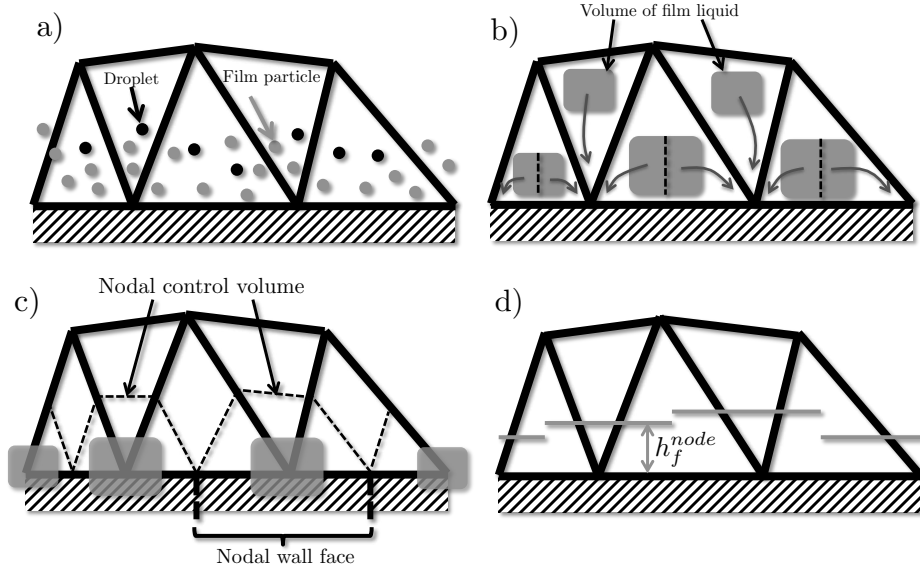 a)
Droplet
Film particle
b)
Volume of film liquid
c)
Nodal control volume
Nodal wall face
d)
h_f^{node}